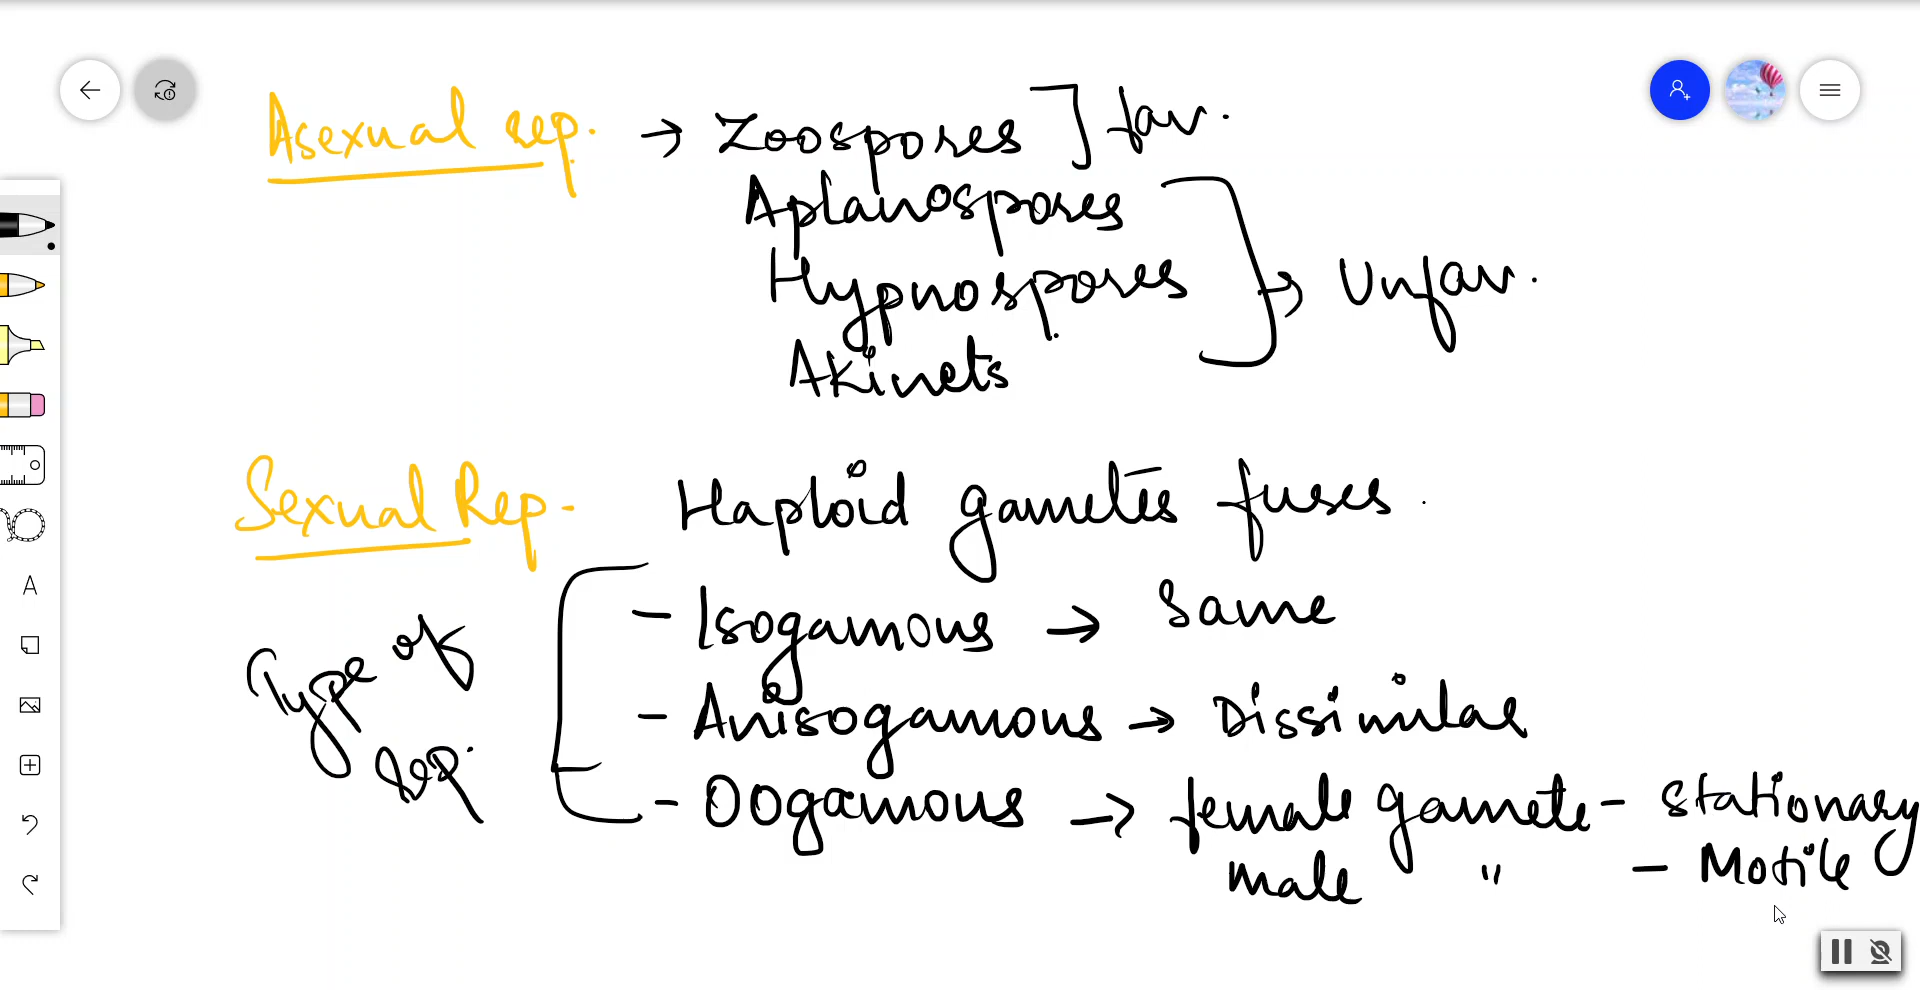 Asexual rep. → Zoospores ] fav.
Aplanospores
Hypnospores → Unfav.
Akinets
Sexual Rep. Haploid gametes fuses.
- Isogamous → Same
Type of rep.
- Anisogamous → Dissimilar
- Oogamous → female gamete - stationary
male " - Motile
A